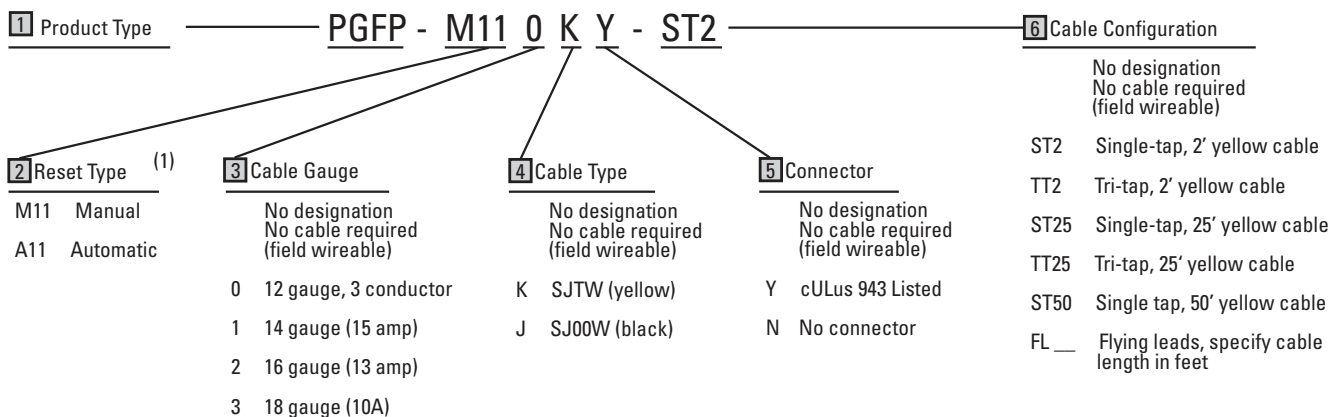 1 Product Type
PGFP - M11 0 K Y - ST2
6 Cable Configuration
No designation
No cable required
(field wireable)
ST2 Single-tap, 2’ yellow cable
TT2 Tri-tap, 2’ yellow cable
ST25 Single-tap, 25’ yellow cable
TT25 Tri-tap, 25‘ yellow cable
ST50 Single tap, 50’ yellow cable
FL __ Flying leads, specify cable
length in feet
2 Reset Type (1)
M11 Manual
A11 Automatic
3 Cable Gauge
No designation
No cable required
(field wireable)
0 12 gauge, 3 conductor
1 14 gauge (15 amp)
2 16 gauge (13 amp)
3 18 gauge (10A)
4 Cable Type
No designation
No cable required
(field wireable)
K SJTW (yellow)
J SJ00W (black)
5 Connector
No designation
No cable required
(field wireable)
Y cULus 943 Listed
N No connector